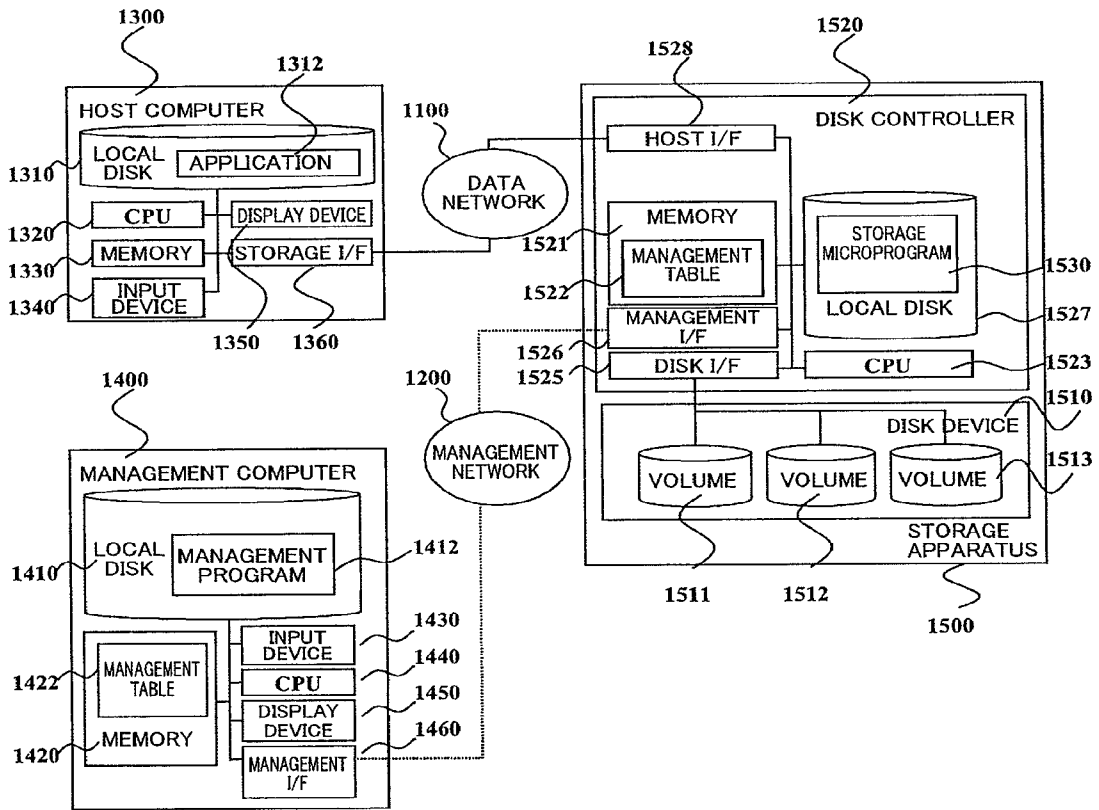 1300
1312
HOST COMPUTER
LOCAL
DISK
APPLICATION
1310
CPU
DISPLAY DEVICE
1320
MEMORY
STORAGE I/F
1330
INPUT
DEVICE
1340
1350
1360
1100
DATA
NETWORK
1528
1520
DISK CONTROLLER
HOST I/F
MEMORY
1521
MANAGEMENT
TABLE
1522
STORAGE
MICROPROGRAM
1530
LOCAL DISK
1527
MANAGEMENT
I/F
1526
1525
DISK I/F
CPU
1523
1510
DISK DEVICE
VOLUME
VOLUME
VOLUME
1513
STORAGE
APPARATUS
1511
1512
1500
1200
MANAGEMENT
NETWORK
1400
MANAGEMENT COMPUTER
LOCAL
DISK
MANAGEMENT
PROGRAM
1412
1410
INPUT
DEVICE
1430
MANAGEMENT
TABLE
1422
CPU
1440
DISPLAY
DEVICE
1450
MEMORY
1420
MANAGEMENT
I/F
1460